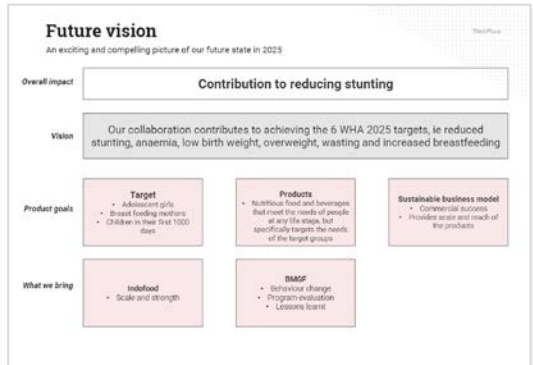 Future vision
An exciting and compelling picture of our future state in 2025
ThinkPlace
Overall impact
Contribution to reducing stunting
Vision
Our collaboration contributes to achieving the 6 WHA 2025 targets, ie reduced
stunting, anaemia, low birth weight, overweight, wasting and increased breastfeeding
Product goals
Target
• Adolescent girls
• Breast feeding mothers
• Children in their first 1000
days
Products
• Nutritious food and beverages
that meet the needs of people
at any life stage, but
specifically targets the needs
of the target groups
Sustainable business model
• Commercial success
• Provides scale and reach of
the products
What we bring
Indofood
• Scale and strength
BMGF
• Behaviour change
• Program evaluation
• Lessons learnt